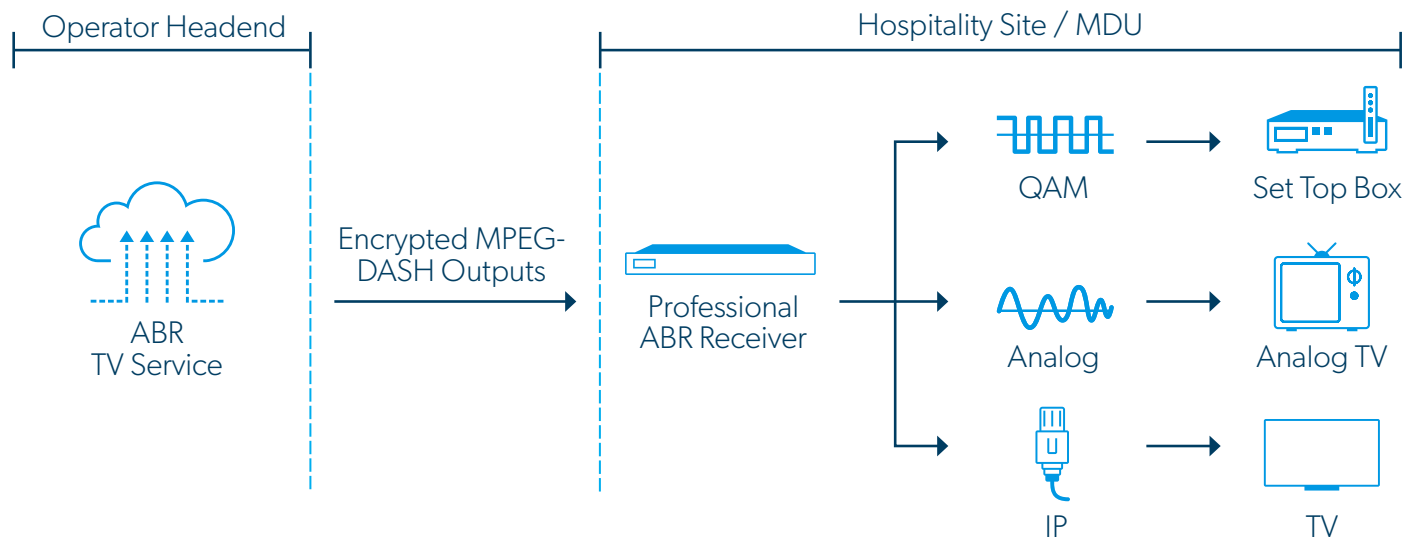 Operator Headend
Hospitality Site / MDU
ABR
TV Service
Encrypted MPEG-
DASH Outputs
Professional
ABR Receiver
QAM
Set Top Box
Analog
Analog TV
IP
TV